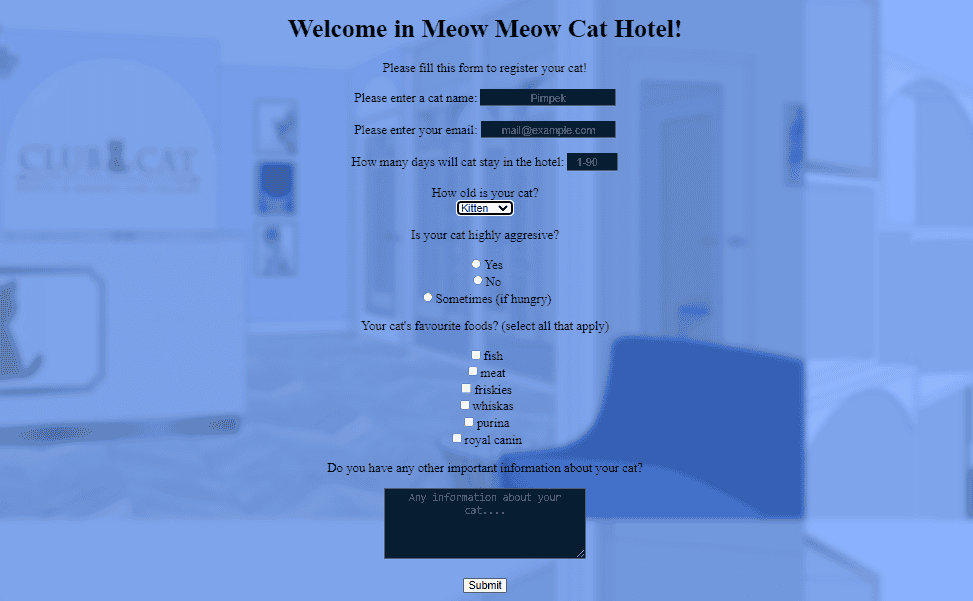 Welcome in Meow Meow Cat Hotel!
Please fill this form to register your cat!
Please enter a cat name: Pimpek
Please enter your email: mail@example.com
How many days will cat stay in the hotel: 1-90
How old is your cat?
Kitten
Is your cat highly aggresive?
Yes
No
Sometimes (if hungry)
Your cat's favourite foods? (select all that apply)
fish
meat
friskies
whiskas
purina
royal canin
Do you have any other important information about your cat?
Any information about your
cat....
Submit
CLUB CAT